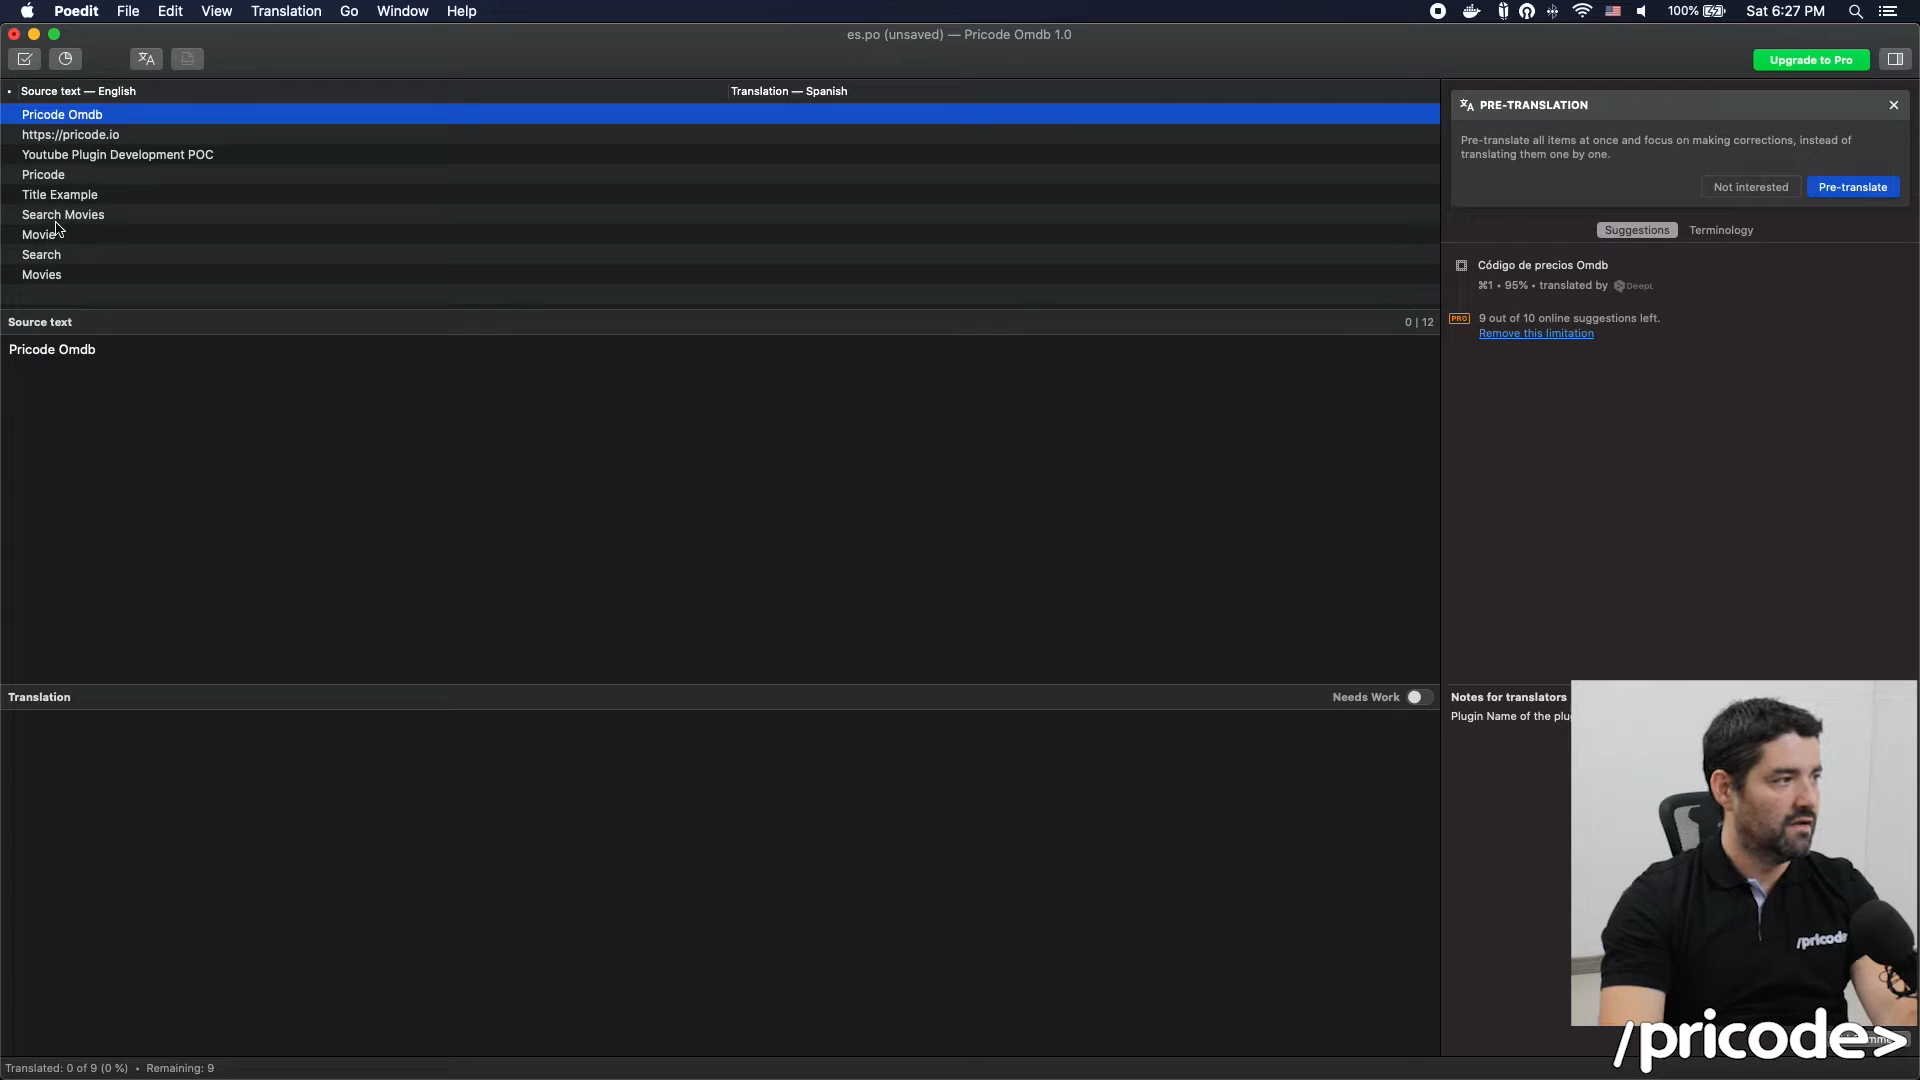 Poedit File Edit View Translation Go Window Help 100% Sat 6:27 PM
es.po (unsaved) — Pricode Omdb 1.0
Upgrade to Pro
• Source text — English Translation — Spanish
Pricode Omdb
https://pricode.io
Youtube Plugin Development POC
Pricode
Title Example
Search Movies
Movie
Search
Movies
Source text 0 | 12
Pricode Omdb
Translation Needs Work
Translated: 0 of 9 (0 %) • Remaining: 9
PRE-TRANSLATION
Pre-translate all items at once and focus on making corrections, instead of
translating them one by one.
Not interested Pre-translate
Suggestions Terminology
Código de precios Omdb
⌘1 • 95% • translated by DeepL
PRO 9 out of 10 online suggestions left.
Remove this limitation
Notes for translators
Plugin Name of the
/pricode
/pricode>